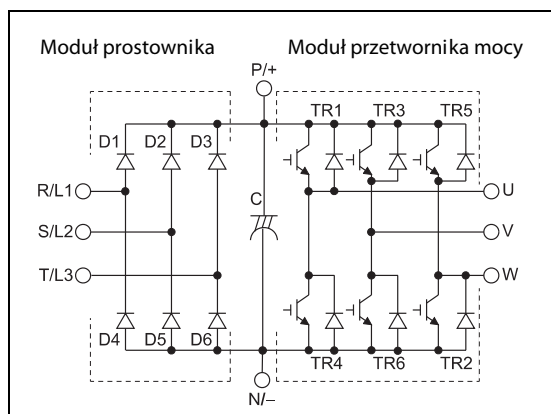 Moduł prostownika
Moduł przetwornika mocy
P/+
D1 D2 D3
TR1 TR3 TR5
R/L1
U
C
S/L2
V
T/L3
W
D4 D5 D6
TR4 TR6 TR2
N/−